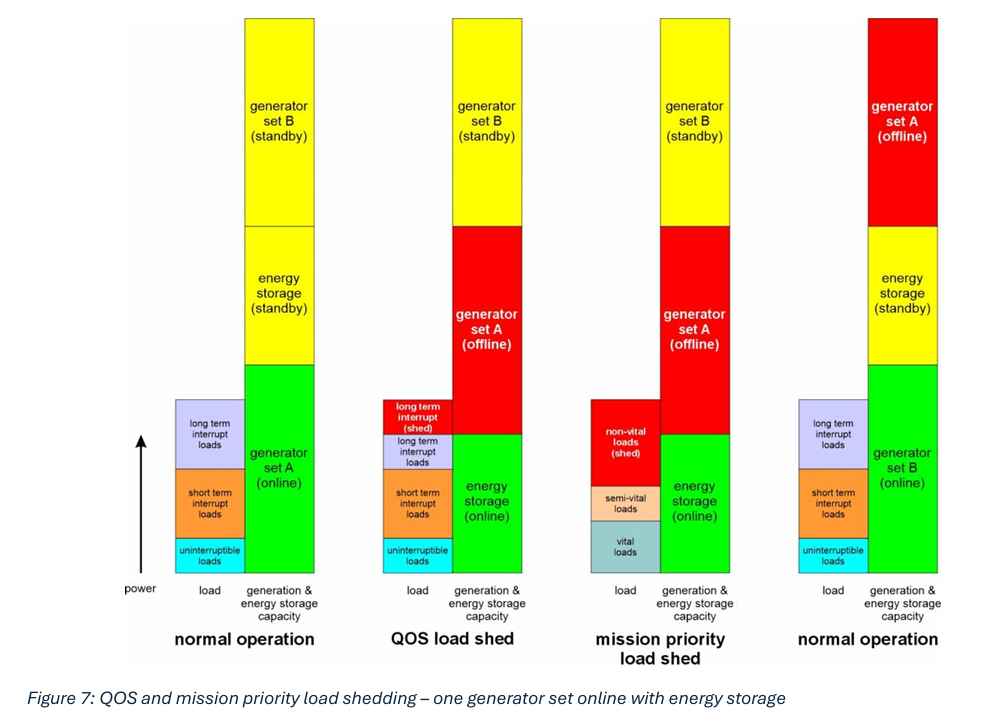 generator
set B
(standby)
energy
storage
(standby)
long term
interrupt
loads
generator
set A
(online)
short term
interrupt
loads
uninterruptible
loads
power
load
generation &
energy storage
capacity
normal operation
generator
set B
(standby)
generator
set A
(offline)
long term
interrupt
(shed)
long term
interrupt
loads
short term
interrupt
loads
energy
storage
(online)
uninterruptible
loads
load
generation &
energy storage
capacity
QOS load shed
generator
set B
(standby)
generator
set A
(offline)
non-vital
loads
(shed)
semi-vital
loads
energy
storage
(online)
vital
loads
load
generation &
energy storage
capacity
mission priority
load shed
generator
set A
(offline)
energy
storage
(standby)
long term
interrupt
loads
generator
set B
(online)
short term
interrupt
loads
uninterruptible
loads
load
generation &
energy storage
capacity
normal operation
Figure 7: QOS and mission priority load shedding – one generator set online with energy storage